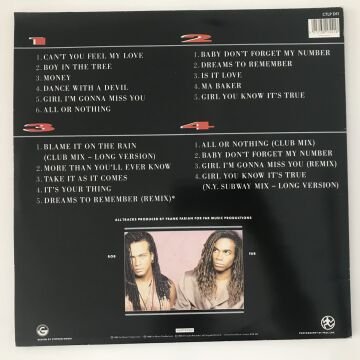 CTLP D11
1
1. CAN'T YOU FEEL MY LOVE
2. BOY IN THE TREE
3. MONEY
4. DANCE WITH A DEVIL
5. GIRL I'M GONNA MISS YOU
6. ALL OR NOTHING
2
1. BABY DON'T FORGET MY NUMBER
2. DREAMS TO REMEMBER
3. IS IT LOVE
4. MA BAKER
5. GIRL YOU KNOW IT'S TRUE
3
1. BLAME IT ON THE RAIN
(CLUB MIX – LONG VERSION)
2. MORE THAN YOU'LL EVER KNOW
3. TAKE IT AS IT COMES
4. IT'S YOUR THING
5. DREAMS TO REMEMBER (REMIX)*
4
1. ALL OR NOTHING (CLUB MIX)
2. BABY DON'T FORGET MY NUMBER
3. GIRL I'M GONNA MISS YOU (REMIX)
4. GIRL YOU KNOW IT'S TRUE
(N.Y. SUBWAY MIX – LONG VERSION)
ALL TRACKS PRODUCED BY FRANK FARIAN FOR FAR MUSIC PRODUCTIONS
ROB
FAB